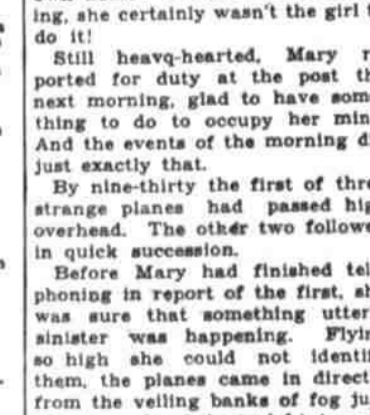 ing, she certainly wasn't the girl t
do it!
Still heavq-hearted, Mary r
ported for duty at the post th
next morning, glad to have som
thing to do to occupy her min
And the events of the morning d
just exactly that.
By nine-thirty the first of thre
strange planes had passed hig
overhead. The other two followe
in quick succession.
Before Mary had finished tel
phoning in report of the first, sh
was sure that something utter
sinister was happening. Flyin
so high she could not identif
them, the planes came in direct
from the veiling banks of fog ju